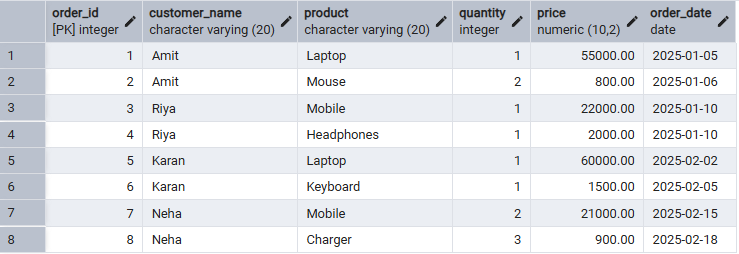 order_id customer_name product quantity price order_date
[PK] integer character varying (20) character varying (20) integer numeric (10,2) date
1 1 Amit Laptop 1 55000.00 2025-01-05
2 2 Amit Mouse 2 800.00 2025-01-06
3 3 Riya Mobile 1 22000.00 2025-01-10
4 4 Riya Headphones 1 2000.00 2025-01-10
5 5 Karan Laptop 1 60000.00 2025-02-02
6 6 Karan Keyboard 1 1500.00 2025-02-05
7 7 Neha Mobile 2 21000.00 2025-02-15
8 8 Neha Charger 3 900.00 2025-02-18